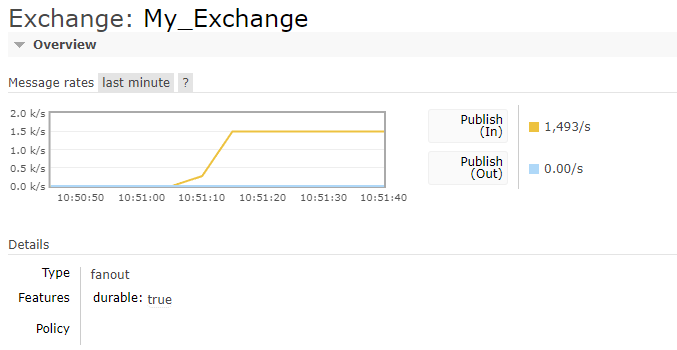 Exchange: My_Exchange
Overview
Message rates last minute ?
2.0 k/s
1.5 k/s
1.0 k/s
0.5 k/s
0.0 k/s
10:50:50 10:51:00 10:51:10 10:51:20 10:51:30 10:51:40
Publish
(In)
1,493/s
Publish
(Out)
0.00/s
Details
Type fanout
Features durable: true
Policy